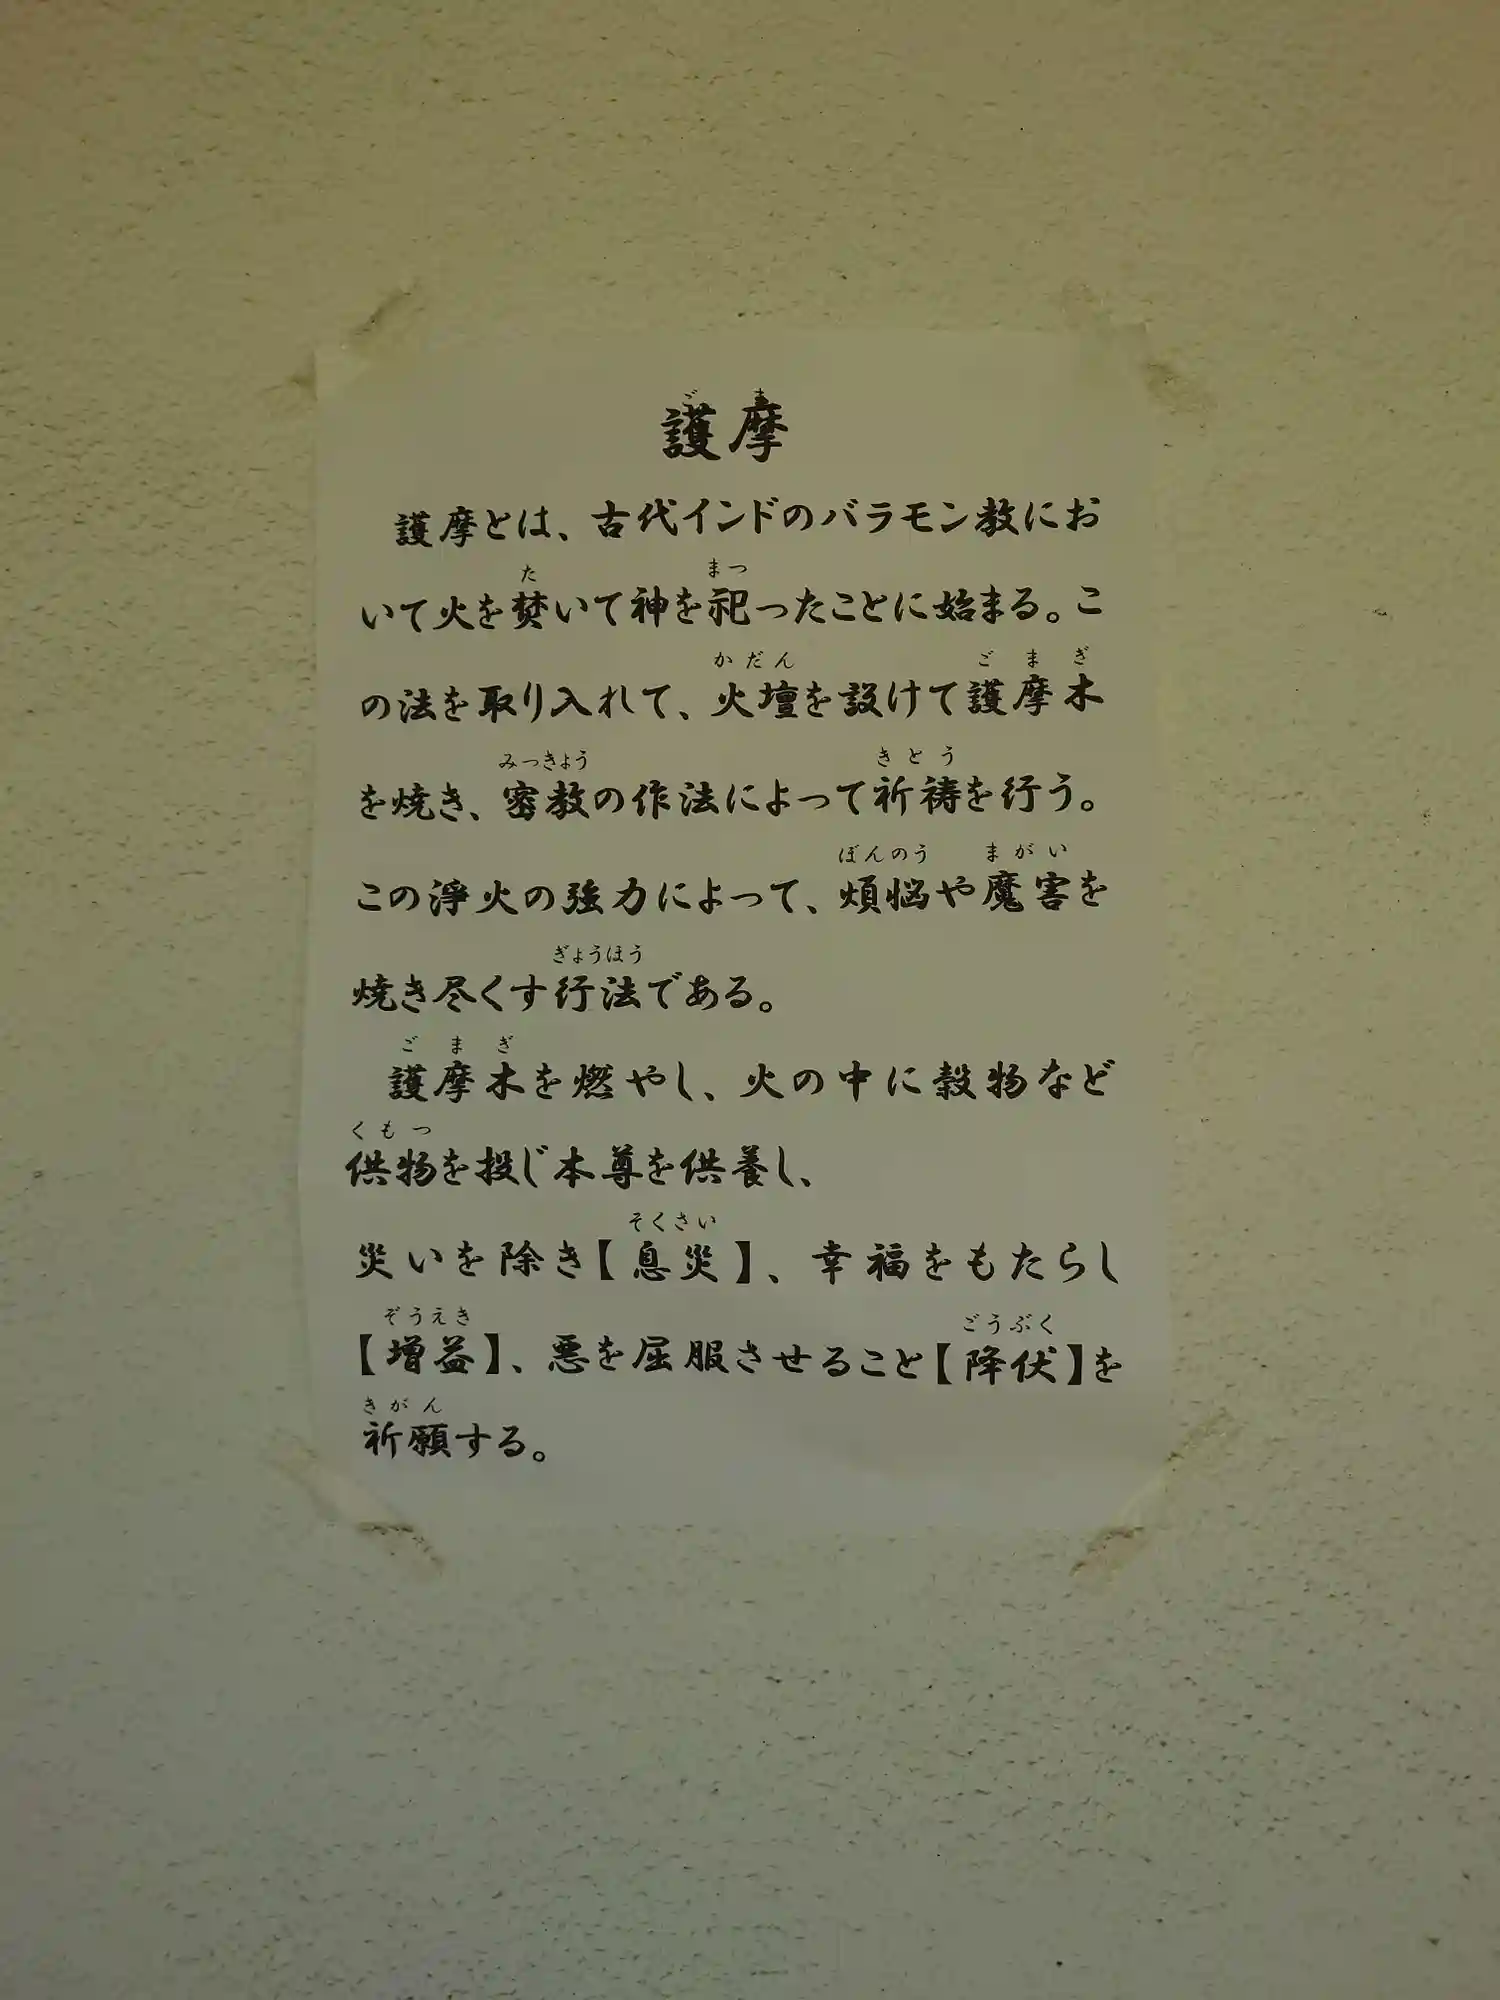 護摩
護摩とは、古代インドのバラモン教にお
いて火を焚いて神を祀ったことに始まる。こ
の法を取り入れて、火壇を設けて護摩木
を焼き、密教の作法によって祈祷を行う。
この浄火の強力によって、煩悩や魔害を
焼き尽くす行法である。
護摩木を燃やし、火の中に穀物など
供物を投じ本尊を供養し、
災いを除き【息災】、幸福をもたらし
【増益】、悪を屈服させること【降伏】を
祈願する。